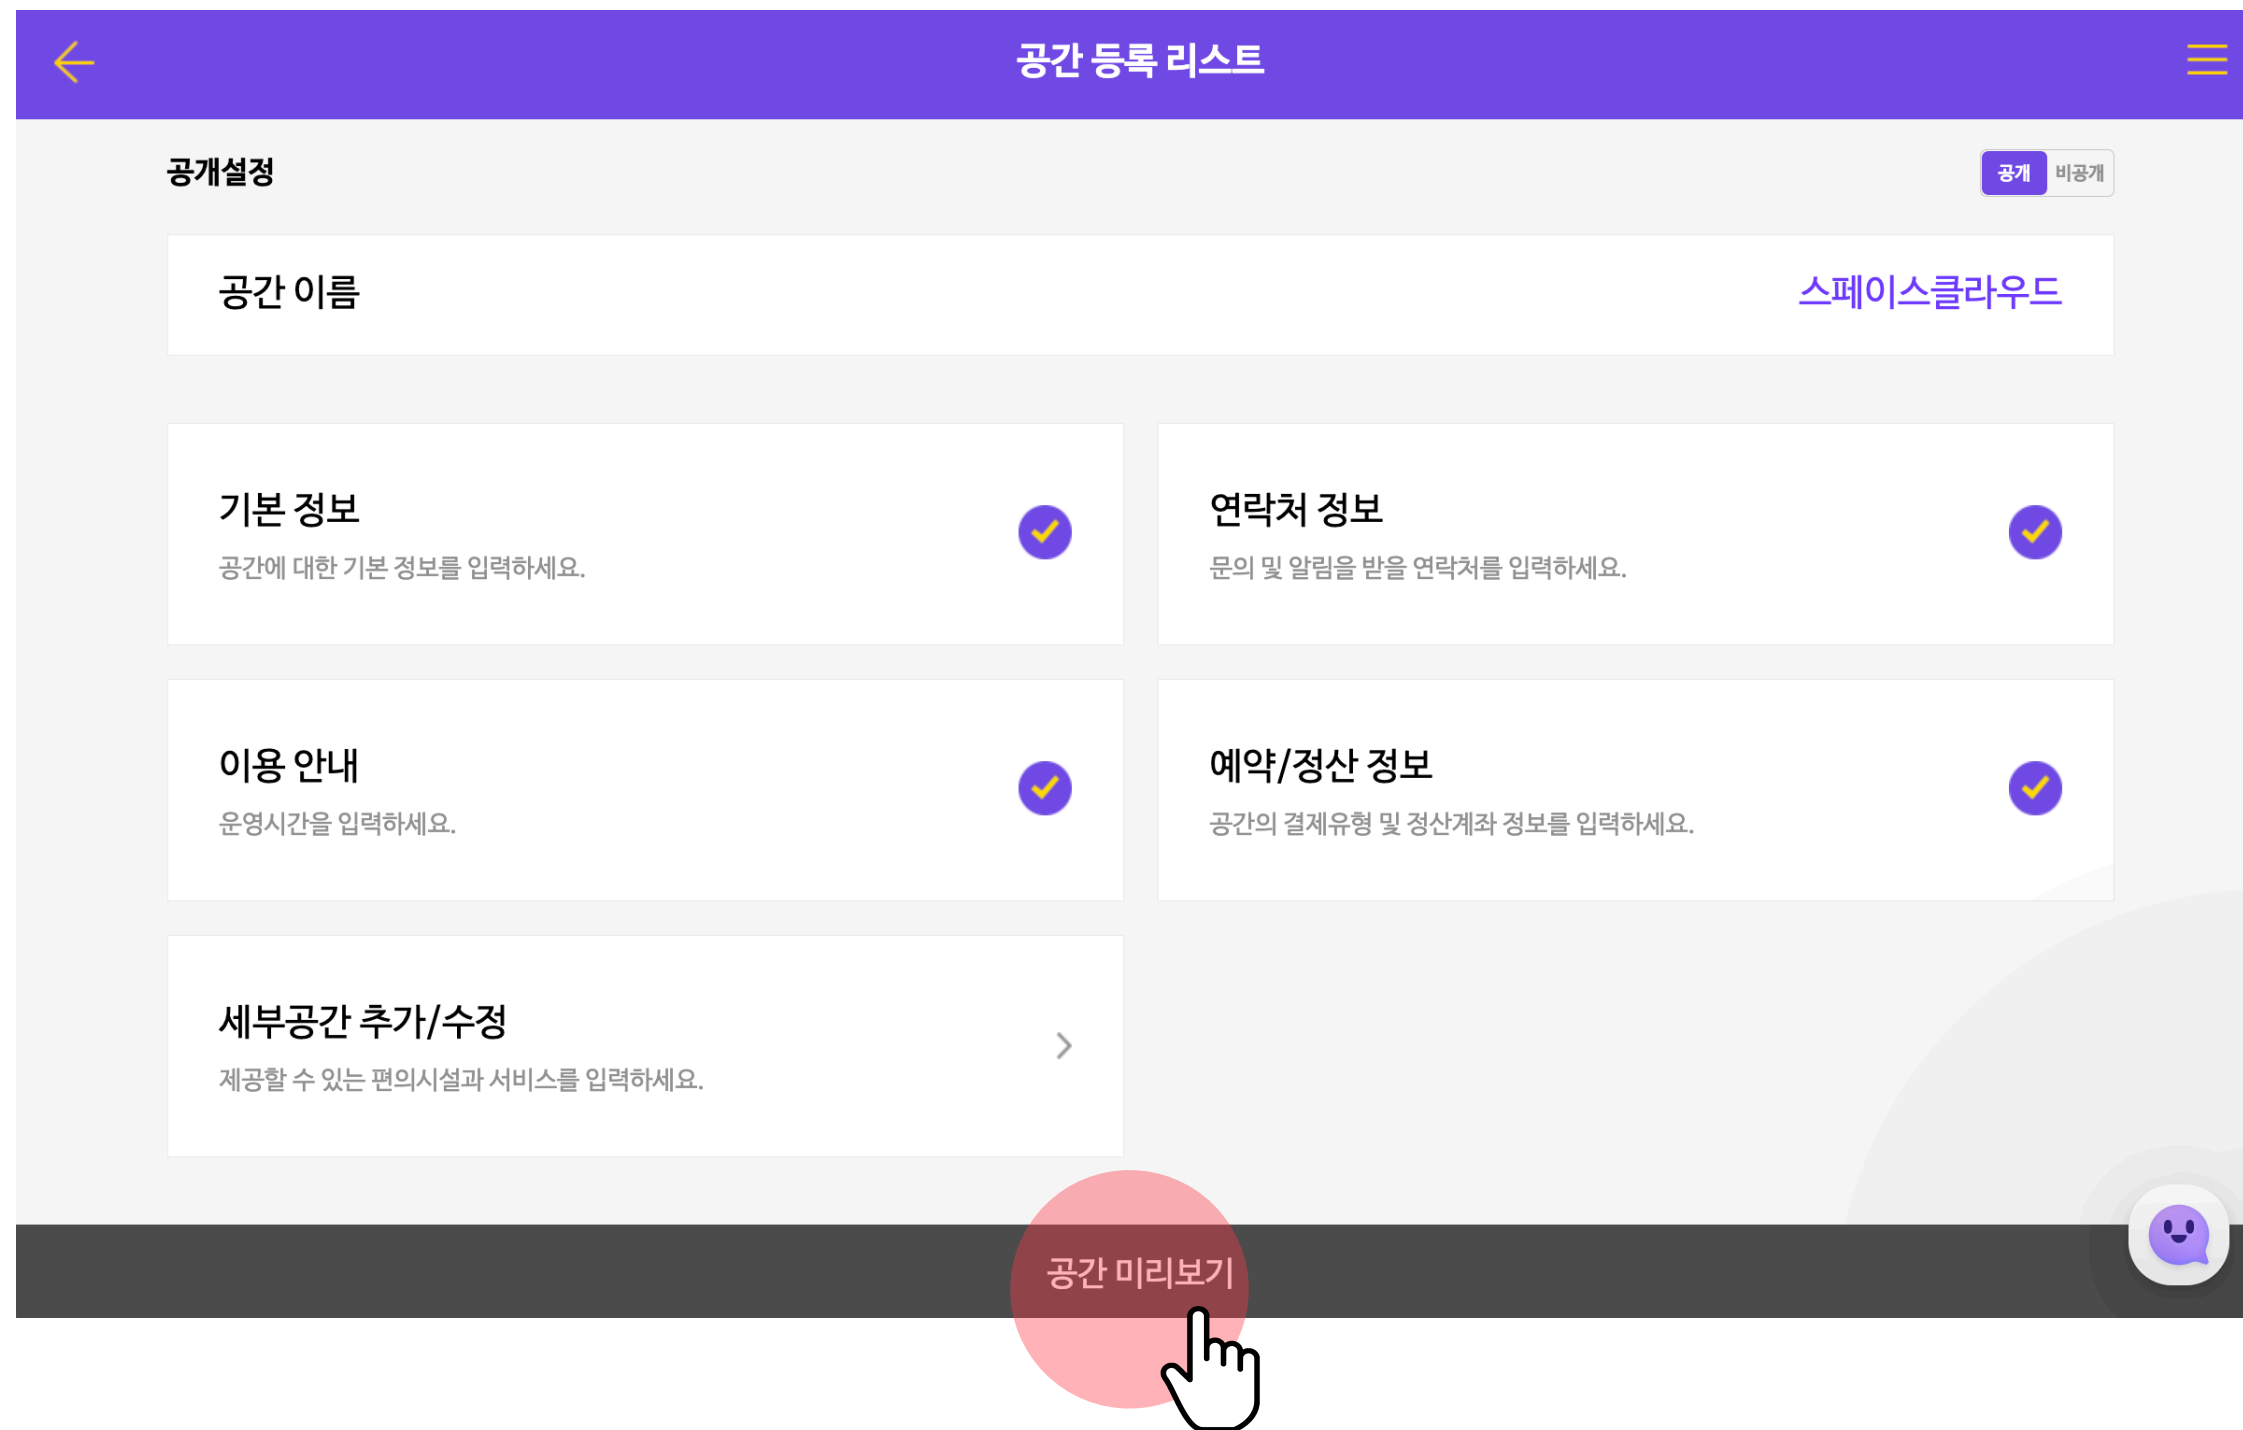 공간 등록 리스트
공개설정
공개 비공개
공간 이름
스페이스클라우드
기본 정보
공간에 대한 기본 정보를 입력하세요.
연락처 정보
문의 및 알림을 받을 연락처를 입력하세요.
이용 안내
운영시간을 입력하세요.
예약/정산 정보
공간의 결제유형 및 정산계좌 정보를 입력하세요.
세부공간 추가/수정
제공할 수 있는 편의시설과 서비스를 입력하세요.
공간 미리보기